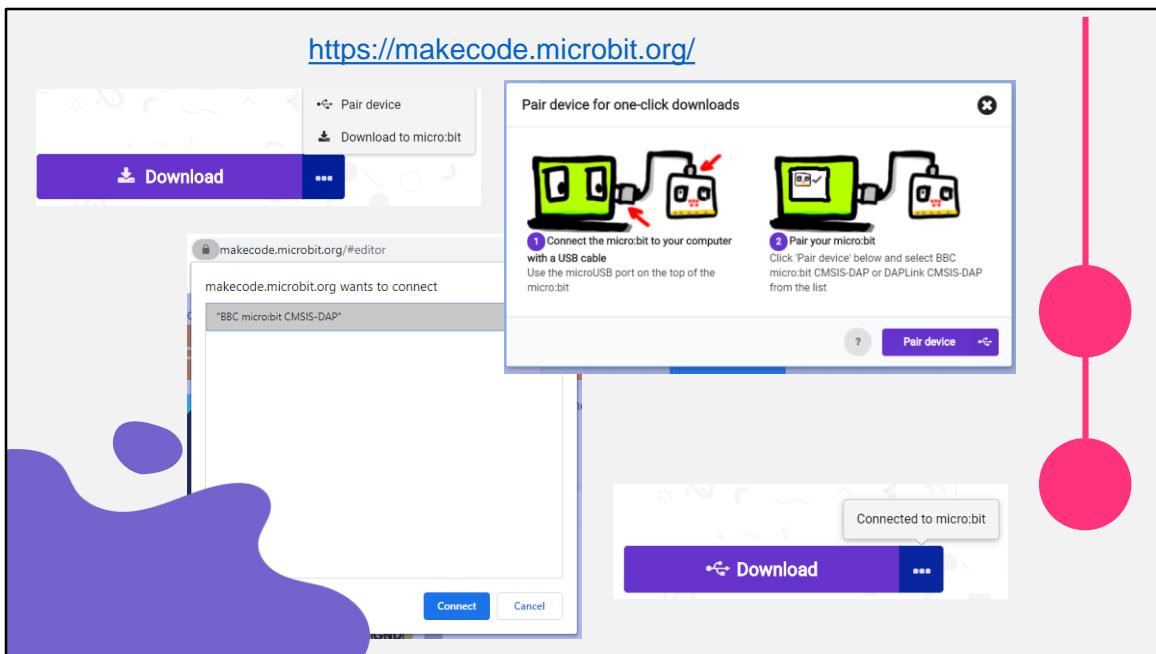 https://makecode.microbit.org/
Pair device
Download to micro:bit
Download
Pair device for one-click downloads
1 Connect the micro:bit to your computer
with a USB cable
Use the microUSB port on the top of the
micro:bit
2 Pair your micro:bit
Click 'Pair device' below and select BBC
micro:bit CMSIS-DAP or DAPLink CMSIS-DAP
from the list
? Pair device
makecode.microbit.org/#editor
makecode.microbit.org wants to connect
"BBC micro:bit CMSIS-DAP"
Connect Cancel
GND
Connected to micro:bit
Download